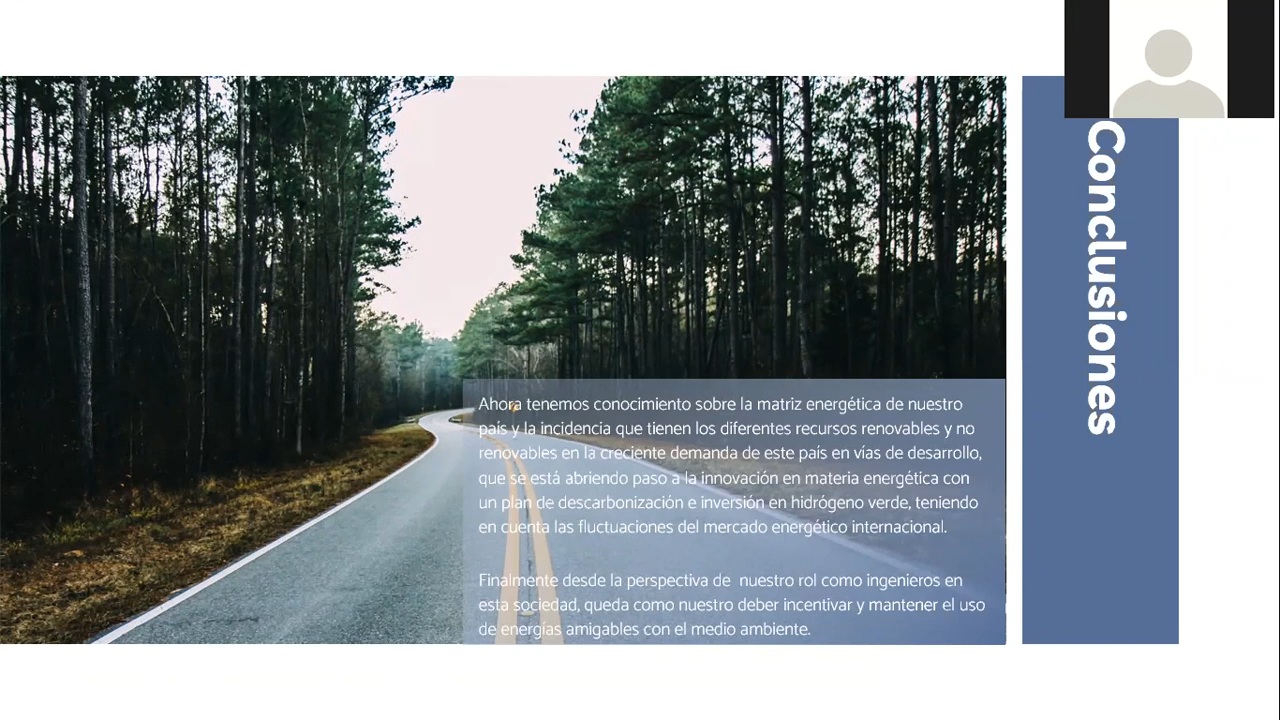 Conclusiones
Ahora tenemos conocimiento sobre la matriz energética de nuestro
país y la incidencia que tienen los diferentes recursos renovables y no
renovables en la creciente demanda de este país en vías de desarrollo,
que se está abriendo paso a la innovación en materia energética con
un plan de descarbonización e inversión en hidrógeno verde, teniendo
en cuenta las fluctuaciones del mercado energético internacional.
Finalmente desde la perspectiva de nuestro rol como ingenieros en
esta sociedad, queda como nuestro deber incentivar y mantener el uso
de energías amigables con el medio ambiente.